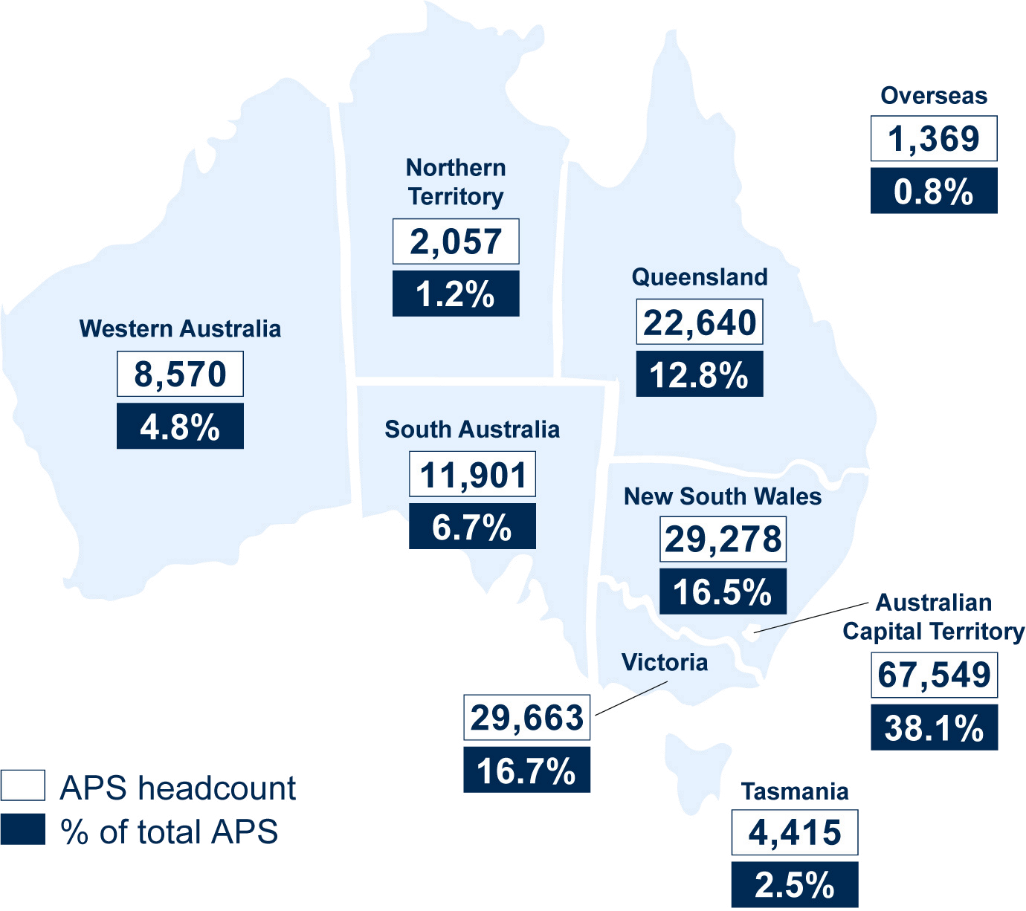 Overseas
1,369
0.8%
Northern
Territory
2,057
1.2%
Queensland
22,640
12.8%
Western Australia
8,570
4.8%
South Australia
11,901
6.7%
New South Wales
29,278
16.5%
Australian
Capital Territory
67,549
38.1%
Victoria
29,663
16.7%
Tasmania
4,415
2.5%
APS headcount
% of total APS